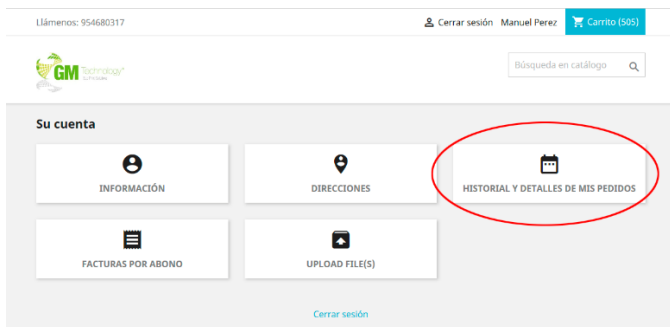 Llámenos: 954680317
Cerrar sesión Manuel Perez Carrito (505)
GM Technology®
Búsqueda en catálogo
Su cuenta
INFORMACIÓN
DIRECCIONES
HISTORIAL Y DETALLES DE MIS PEDIDOS
FACTURAS POR ABONO
UPLOAD FILE(S)
Cerrar sesión